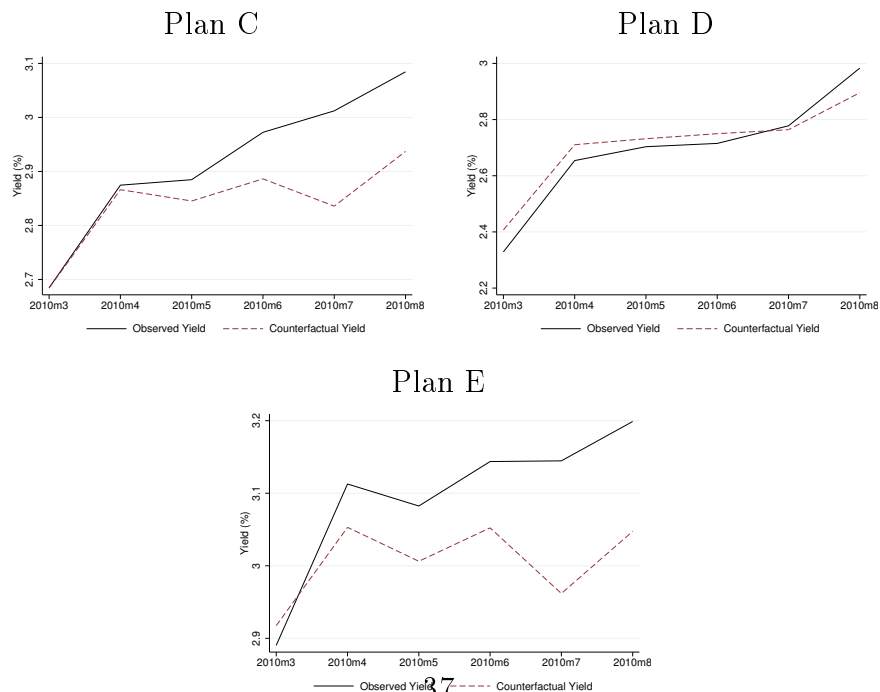 Plan C
Yield (%)
3.1
3
2.9
2.8
2.7
2010m3 2010m4 2010m5 2010m6 2010m7 2010m8
Observed Yield Counterfactual Yield
Plan D
Yield (%)
3
2.8
2.6
2.4
2.2
2010m3 2010m4 2010m5 2010m6 2010m7 2010m8
Observed Yield Counterfactual Yield
Plan E
Yield (%)
3.2
3.1
3
2.9
2010m3 2010m4 2010m5 2010m6 2010m7 2010m8
Observed Yield Counterfactual Yield
37